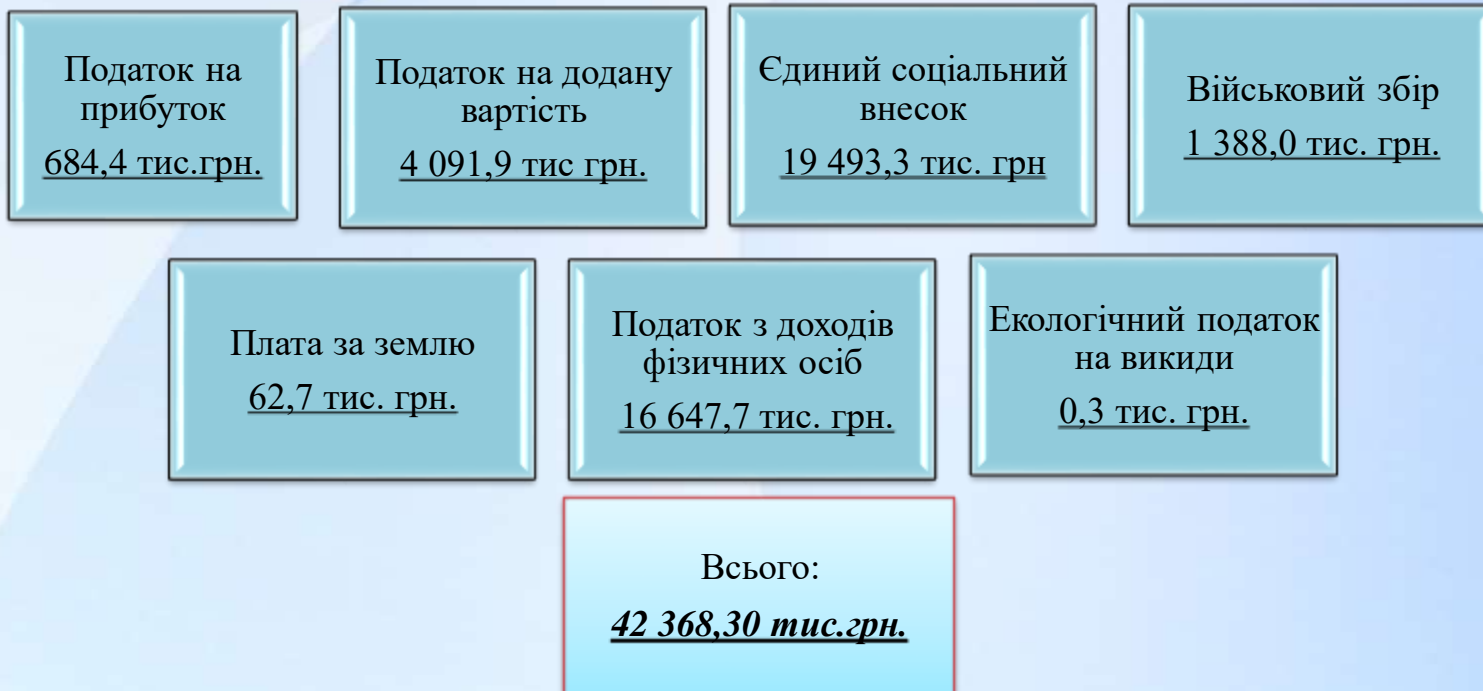 Податок на
прибуток
684,4 тис.грн.
Податок на додану
вартість
4 091,9 тис грн.
Єдиний соціальний
внесок
19 493,3 тис. грн
Військовий збір
1 388,0 тис. грн.
Плата за землю
62,7 тис. грн.
Податок з доходів
фізичних осіб
16 647,7 тис. грн.
Екологічний податок
на викиди
0,3 тис. грн.
Всього:
42 368,30 тис.грн.